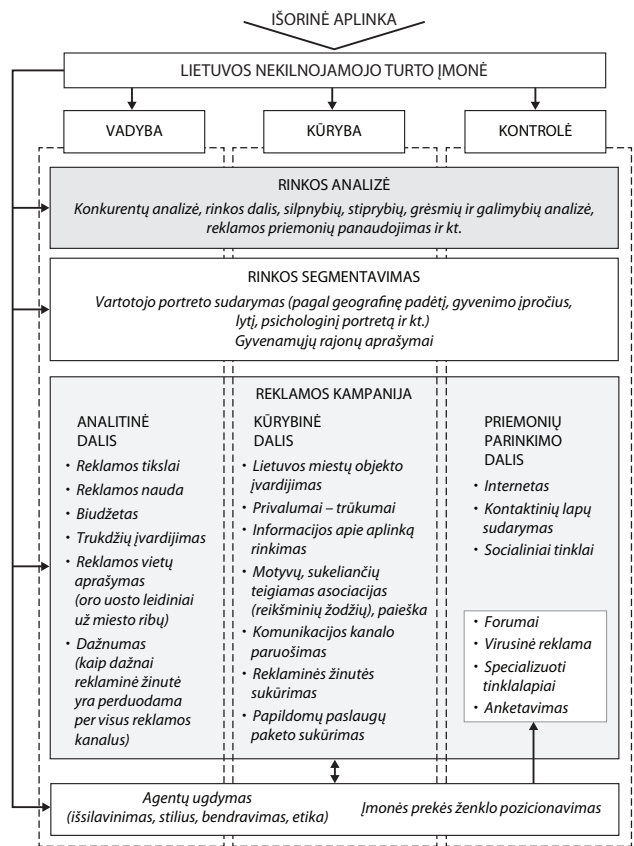 IŠORINĖ APLINKA
LIETUVOS NEKILNOJAMOJO TURTO ĮMONĖ
VADYBA
KŪRYBA
KONTROLĖ
RINKOS ANALIZĖ
Konkurentų analizė, rinkos dalis, silpnybių, stiprybių, grėsmių ir galimybių analizė,
reklamos priemonių panaudojimas ir kt.
RINKOS SEGMENTAVIMAS
Vartotojo portreto sudarymas (pagal geografinę padėtį, gyvenimo įpročius,
lytį, psichologinį portretą ir kt.)
Gyvenamųjų rajonų aprašymai
REKLAMOS KAMPANIJA
ANALITINĖ
DALIS
• Reklamos tikslai
• Reklamos nauda
• Biudžetas
• Trukdžių įvardijimas
• Reklamos vietų
aprašymas
(oro uosto leidiniai
už miesto ribų)
• Dažnumas
(kaip dažnai
reklaminė žinutė
yra perduodama
per visus reklamos
kanalus)
KŪRYBINĖ
DALIS
• Lietuvos miestų objekto
įvardijimas
• Privalumai – trūkumai
• Informacijos apie aplinką
rinkimas
• Motyvų, sukeliančių
teigiamas asociacijas
(reikšminių žodžių), paieška
• Komunikacijos kanalo
paruošimas
• Reklaminės žinutės
sukūrimas
• Papildomų paslaugų
paketo sukūrimas
PRIEMONIŲ
PARINKIMO
DALIS
• Internetas
• Kontaktinių lapų
sudarymas
• Socialiniai tinklai
• Forumai
• Virusinė reklama
• Specializuoti
tinklalapiai
• Anketavimas
Agentų ugdymas
(išsilavinimas, stilius, bendravimas, etika)
Įmonės prekės ženklo pozicionavimas